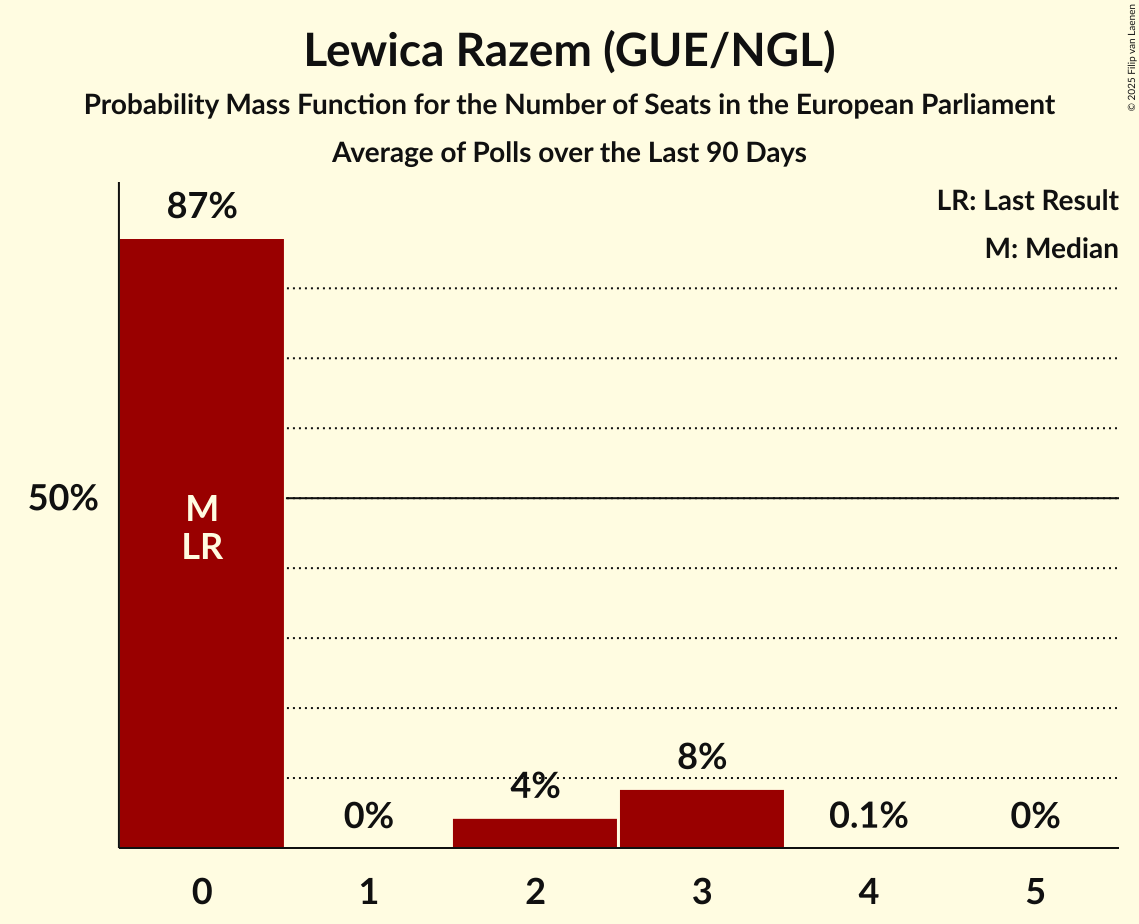 Lewica Razem (GUE/NGL)
Probability Mass Function for the Number of Seats in the European Parliament
Average of Polls over the Last 90 Days
© 2025 Filip van Laenen
LR: Last Result
M: Median
87%
50%
M
LR
0%
4%
8%
0.1%
0%
0 1 2 3 4 5